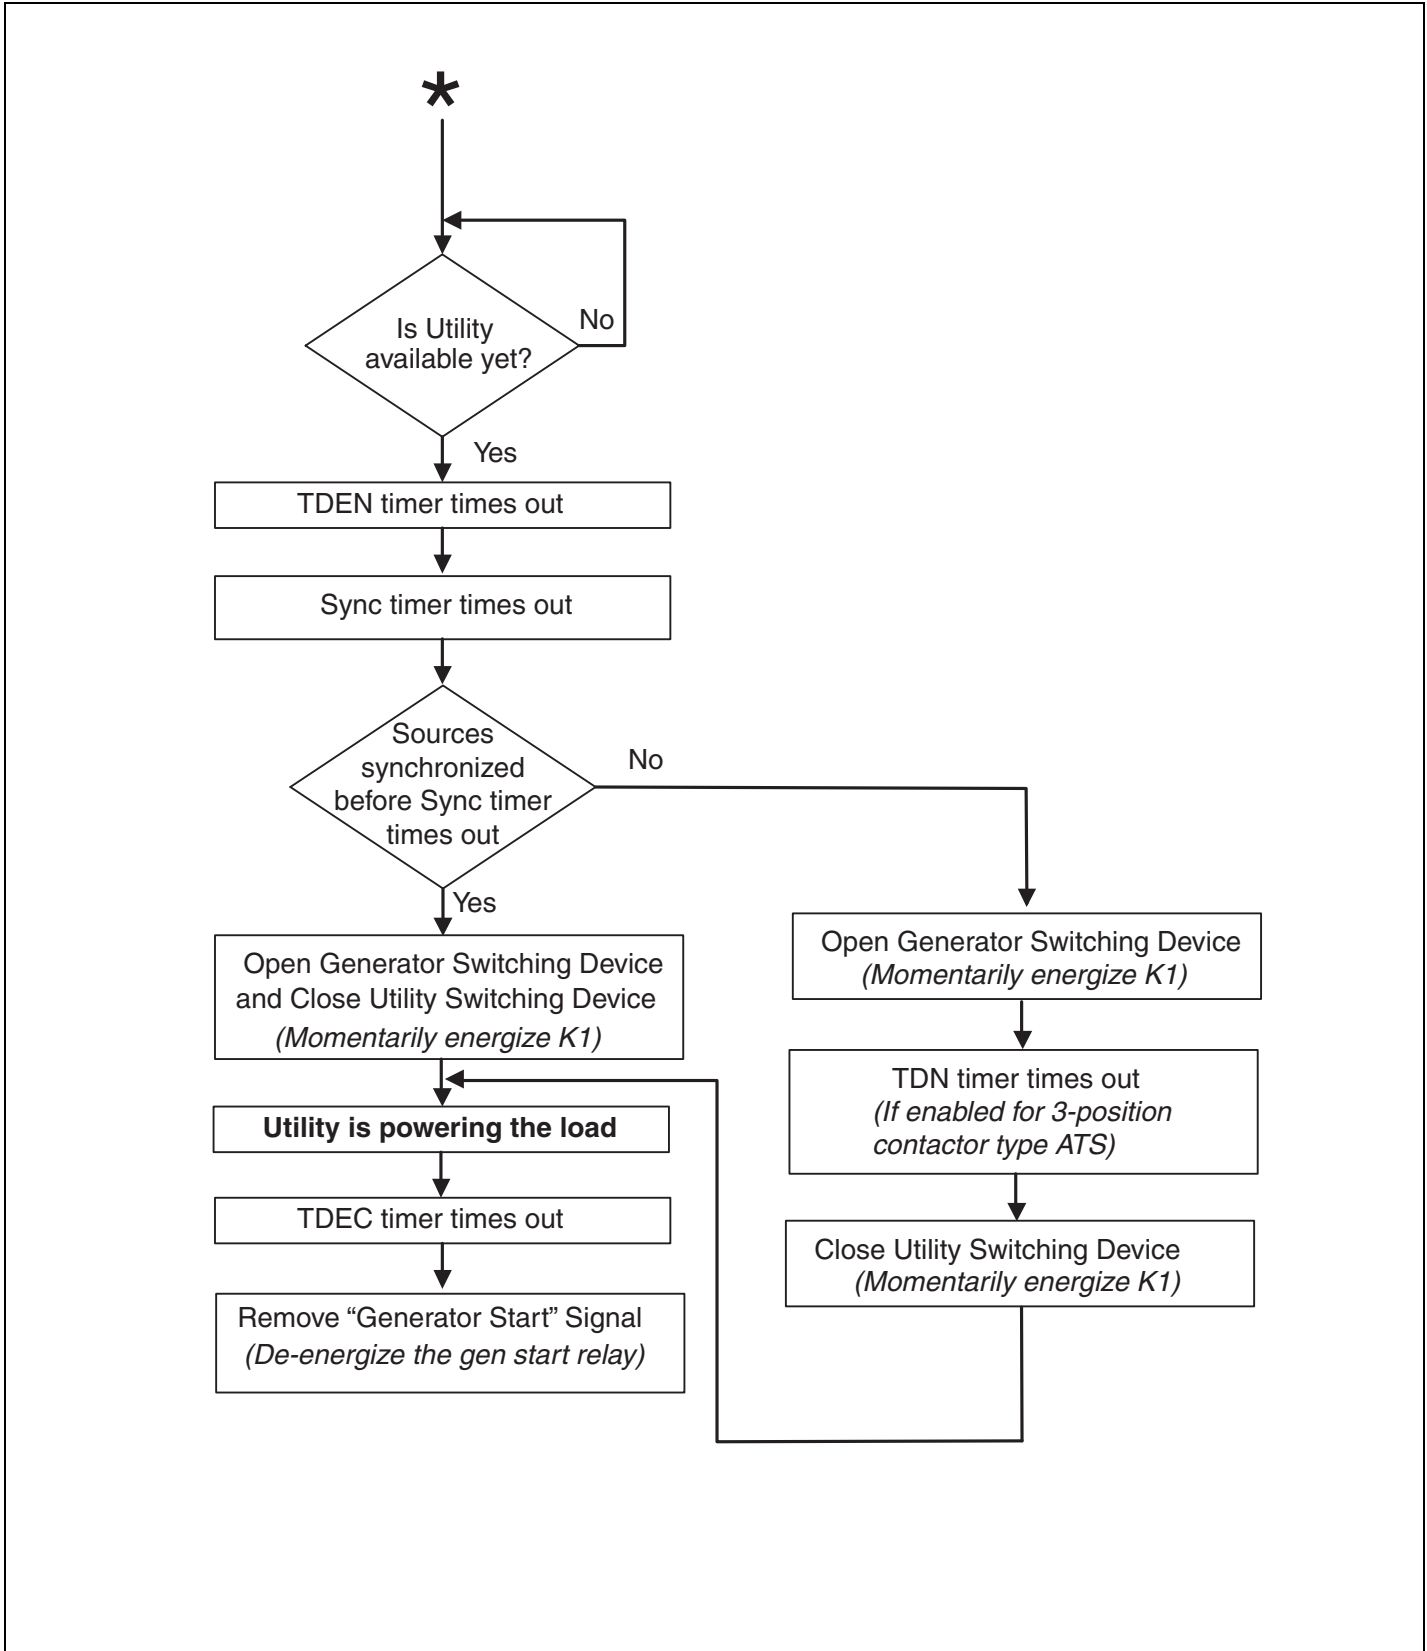 *
Is Utility
available yet?
No
Yes
TDEN timer times out
Sync timer times out
Sources
synchronized
before Sync timer
times out
No
Yes
Open Generator Switching Device
and Close Utility Switching Device
(Momentarily energize K1)
Open Generator Switching Device
(Momentarily energize K1)
TDN timer times out
(If enabled for 3-position
contactor type ATS)
Close Utility Switching Device
(Momentarily energize K1)
Utility is powering the load
TDEC timer times out
Remove “Generator Start” Signal
(De-energize the gen start relay)